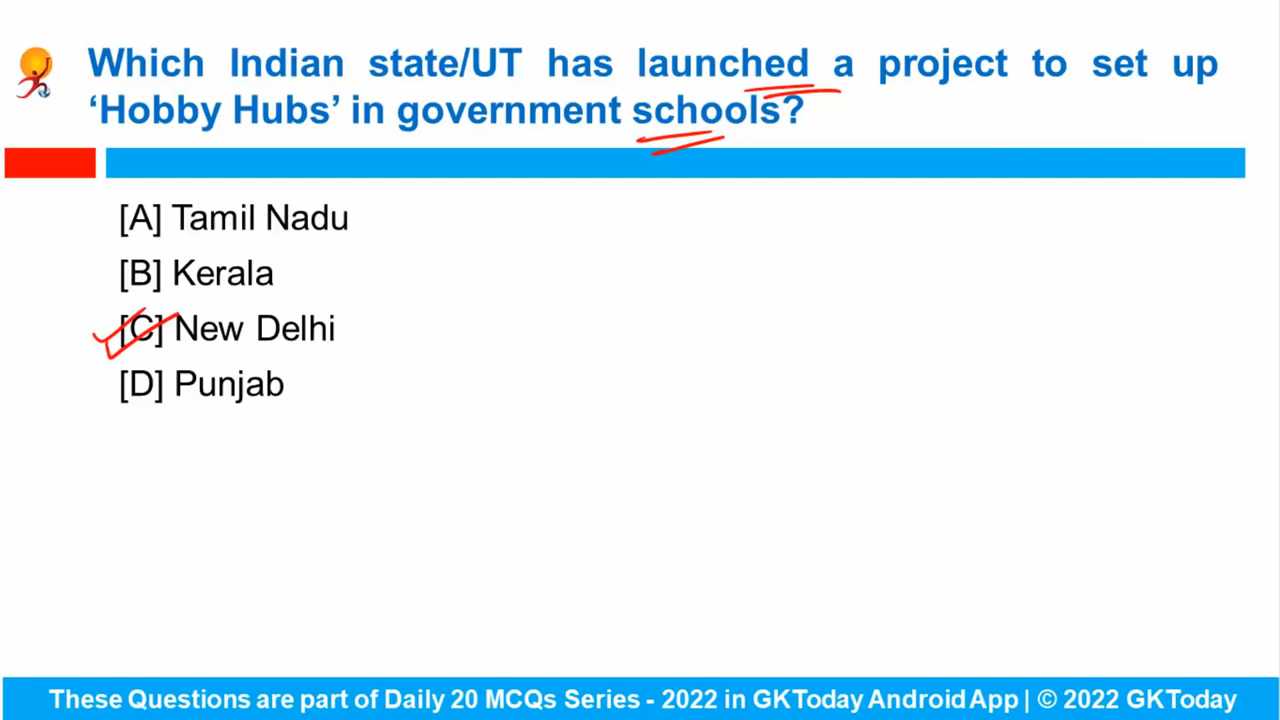 Which Indian state/UT has launched a project to set up
‘Hobby Hubs’ in government schools?
[A] Tamil Nadu
[B] Kerala
[C] New Delhi
[D] Punjab
These Questions are part of Daily 20 MCQs Series - 2022 in GKToday Android App | © 2022 GKToday